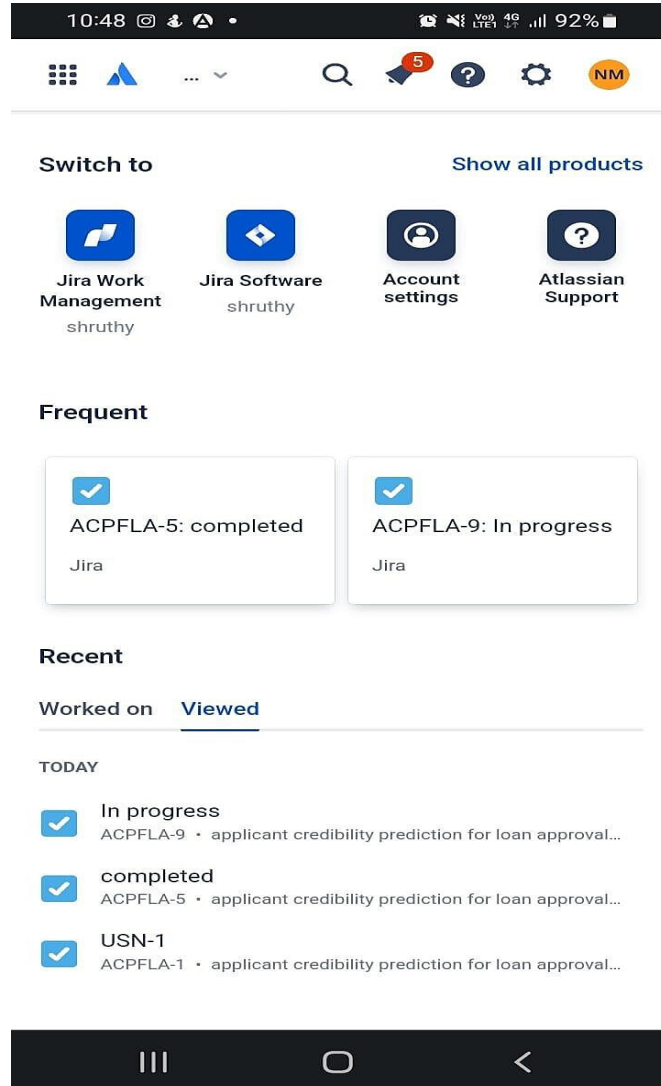 10:48 Vo)) 4G LTE1 92%
... 5 ? NM
Switch to Show all products
Jira Work Management
shruthy
Jira Software
shruthy
Account settings
Atlassian Support
Frequent
ACPFLA-5: completed
Jira
ACPFLA-9: In progress
Jira
Recent
Worked on Viewed
TODAY
In progress
ACPFLA-9 • applicant credibility prediction for loan approval...
completed
ACPFLA-5 • applicant credibility prediction for loan approval...
USN-1
ACPFLA-1 • applicant credibility prediction for loan approval...